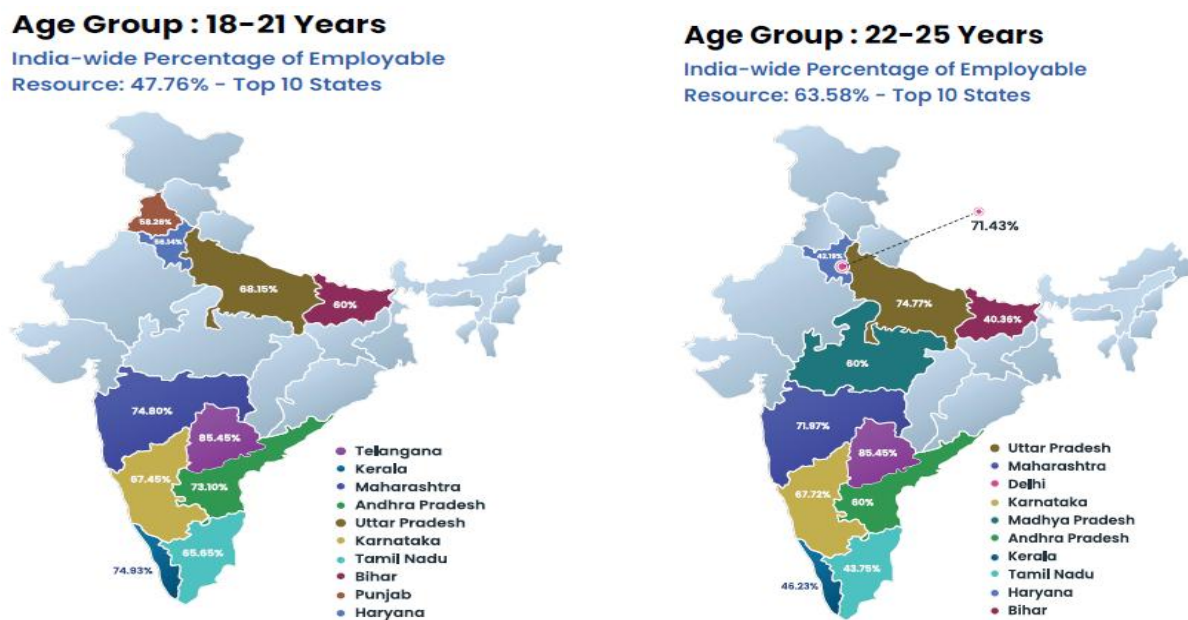 Age Group : 18-21 Years
India-wide Percentage of Employable
Resource: 47.76% - Top 10 States
58.26%
68.15%
60%
74.80%
85.45%
67.45%
73.10%
65.65%
74.93%
Telangana
Kerala
Maharashtra
Andhra Pradesh
Uttar Pradesh
Karnataka
Tamil Nadu
Bihar
Punjab
Haryana
Age Group : 22-25 Years
India-wide Percentage of Employable
Resource: 63.58% - Top 10 States
71.43%
74.77%
40.36%
60%
71.97%
85.45%
67.72%
60%
46.23%
43.75%
Uttar Pradesh
Maharashtra
Delhi
Karnataka
Madhya Pradesh
Andhra Pradesh
Kerala
Tamil Nadu
Haryana
Bihar